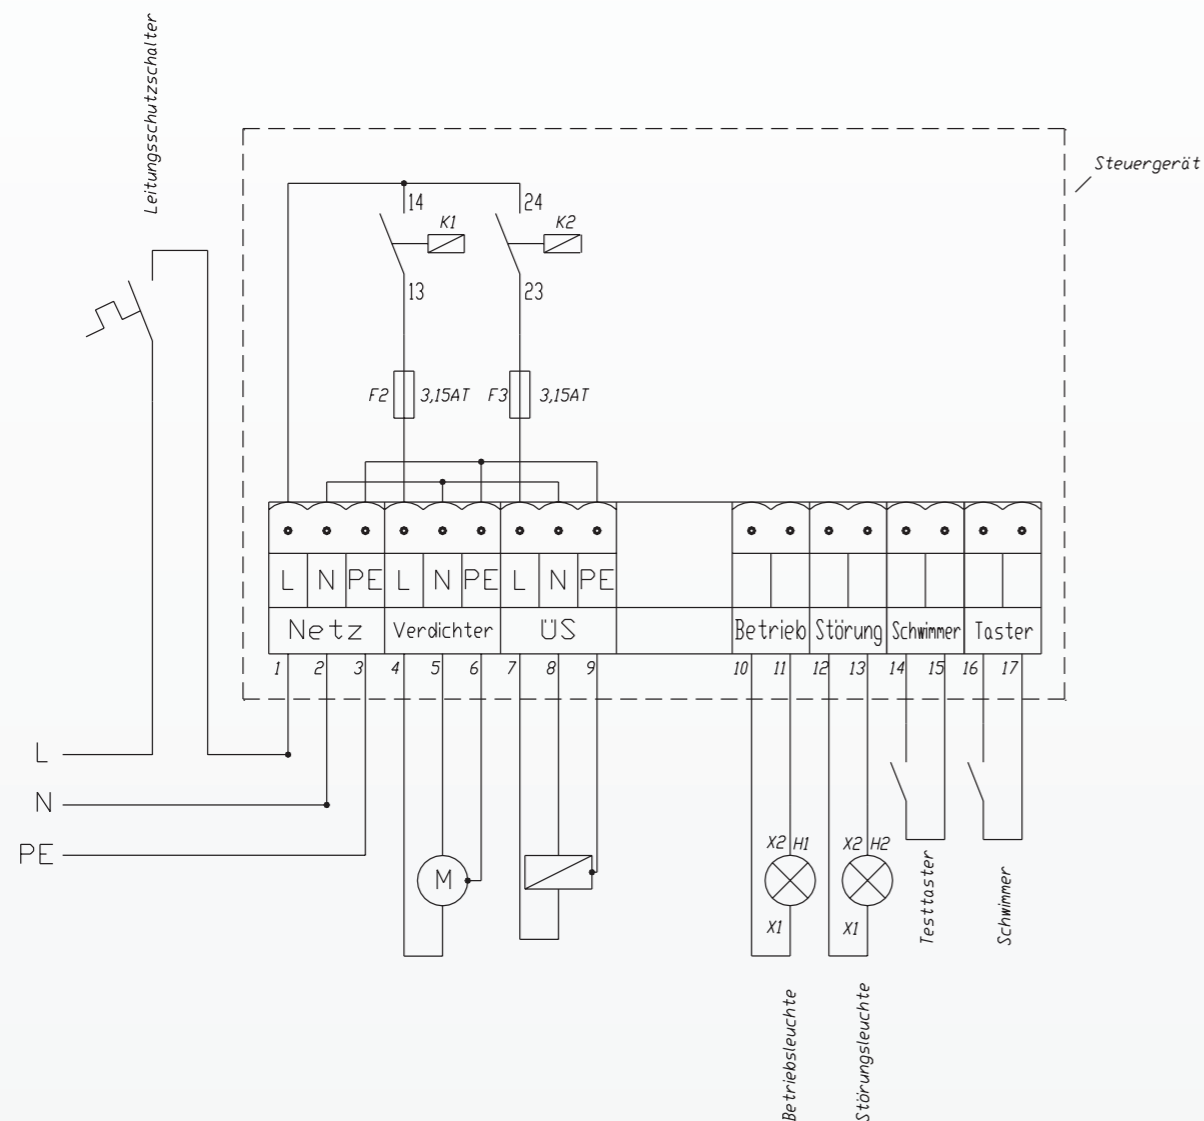 Leitungsschutzschalter
Steuergerät
14
24
K1
K2
13
23
F2
3,15AT
F3
3,15AT
L N PE L N PE L N PE
Netz Verdichter ÜS Betrieb Störung Schwimmer Taster
1 2 3 4 5 6 7 8 9 10 11 12 13 14 15 16 17
L
N
PE
M
X2 H1
X2 H2
X1
X1
Testtaster
Schwimmer
Betriebsleuchte
Störungsleuchte